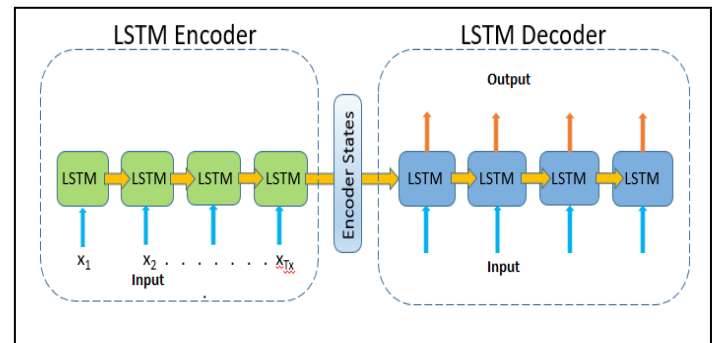 LSTM Encoder
LSTM Decoder
Output
LSTM LSTM LSTM LSTM
Encoder States
LSTM LSTM LSTM LSTM
x1 x2 . . . . . . . xTx
Input
.
Input